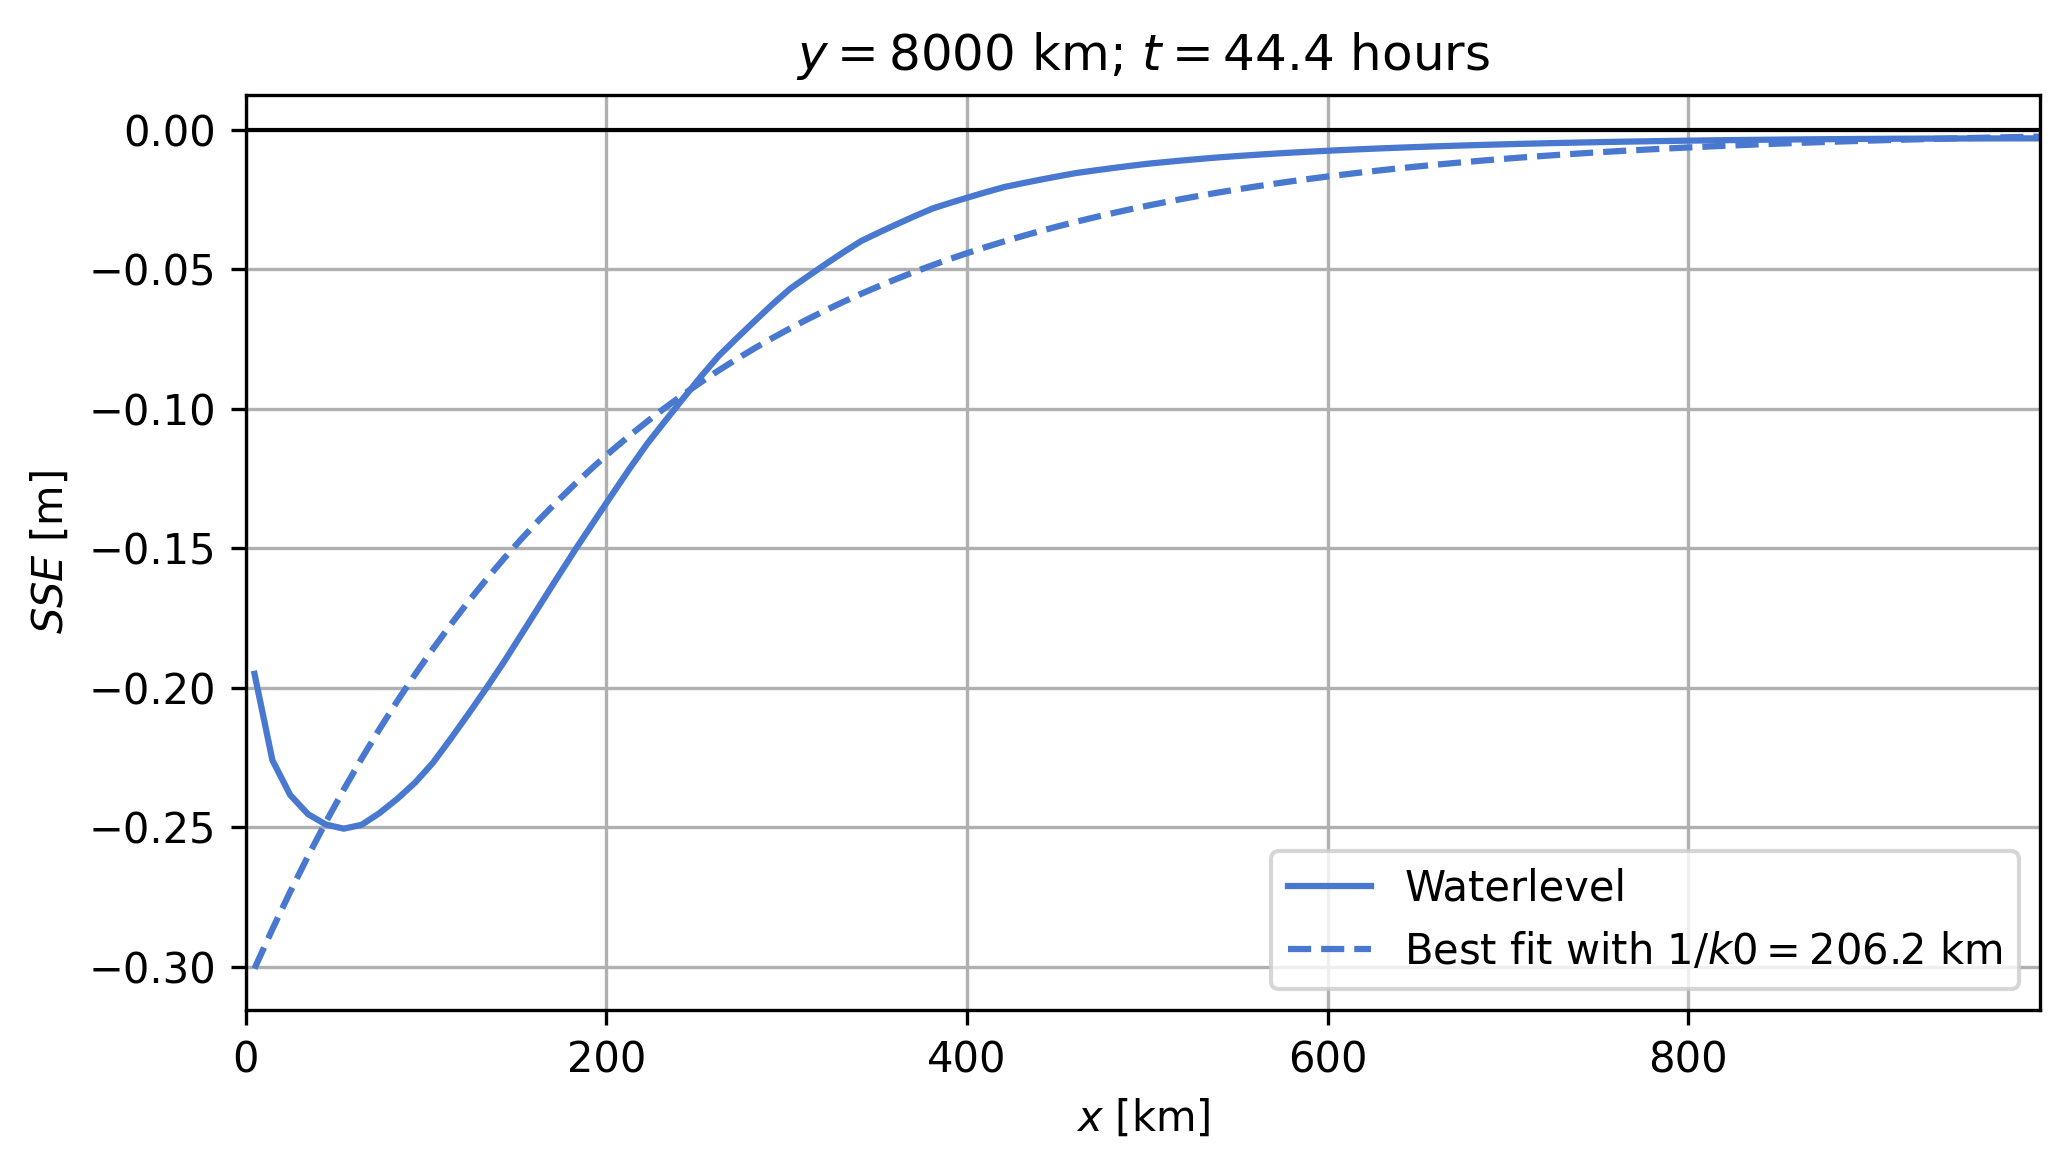 y = 8000 km; t = 44.4 hours
0.00
−0.05
−0.10
−0.15
−0.20
−0.25
−0.30
SSE [m]
Waterlevel
Best fit with 1/k0 = 206.2 km
0 200 400 600 800
x [km]